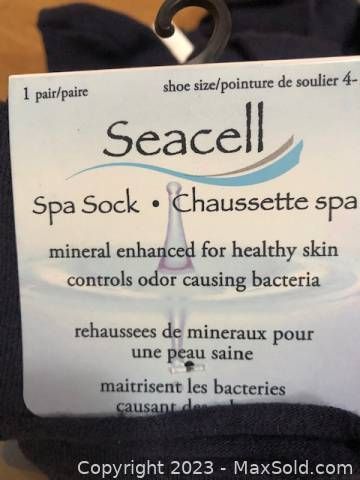 1 pair/paire
shoe size/pointure de soulier 4-
Seacell
Spa Sock • Chaussette spa
mineral enhanced for healthy skin
controls odor causing bacteria
rehaussees de mineraux pour
une peau saine
maitrisent les bacteries
causant
Copyright 2023 - MaxSold.com